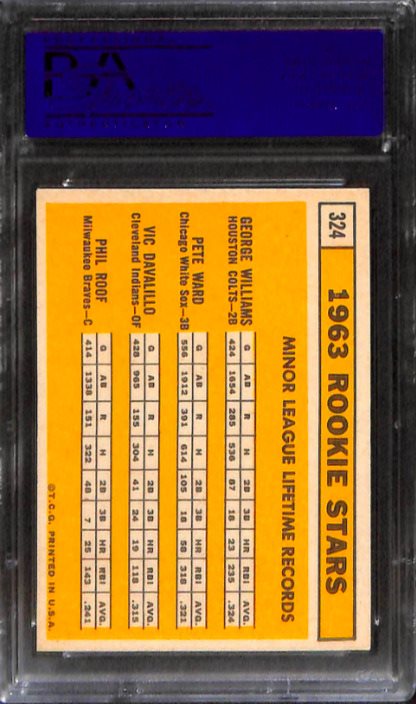 PSA
324
1963 ROOKIE STARS
MINOR LEAGUE LIFETIME RECORDS
GEORGE WILLIAMS
HOUSTON COLTS—2B
G AB R H 2B 3B HR RBI AVG.
424 1654 285 536 87 18 23 235 .324
PETE WARD
Chicago White Sox—3B
G AB R H 2B 3B HR RBI AVG.
556 1912 391 614 105 18 58 318 .321
VIC DAVALILLO
Cleveland Indians—OF
G AB R H 2B 3B HR RBI AVG.
428 965 155 304 41 24 19 118 .315
PHIL ROOF
Milwaukee Braves—C
G AB R H 2B 3B HR RBI AVG.
414 1338 151 322 48 7 25 143 .241
©T.C.G. PRINTED IN U.S.A.